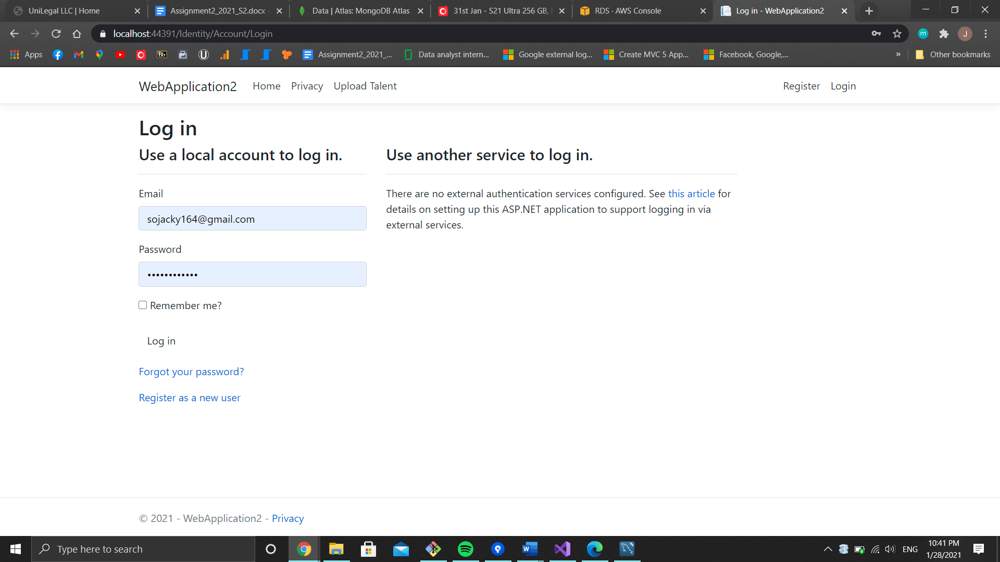 UniLegal LLC | Home
Assignment2_2021_S2.docx -
Data | Atlas: MongoDB Atlas
31st Jan - S21 Ultra 256 GB,
RDS · AWS Console
Log in - WebApplication2
localhost:44391/Identity/Account/Login
m
J
Apps
Bb
Assignment2_2021_...
Data analyst intern...
Google external log...
Create MVC 5 App...
Facebook, Google,...
»
Other bookmarks
WebApplication2
Home
Privacy
Upload Talent
Register
Login
Log in
Use a local account to log in.
Use another service to log in.
Email
sojacky164@gmail.com
Password
••••••••••••
Remember me?
Log in
Forgot your password?
Register as a new user
There are no external authentication services configured. See this article for
details on setting up this ASP.NET application to support logging in via
external services.
© 2021 - WebApplication2 - Privacy
Type here to search
ENG
10:41 PM
1/28/2021